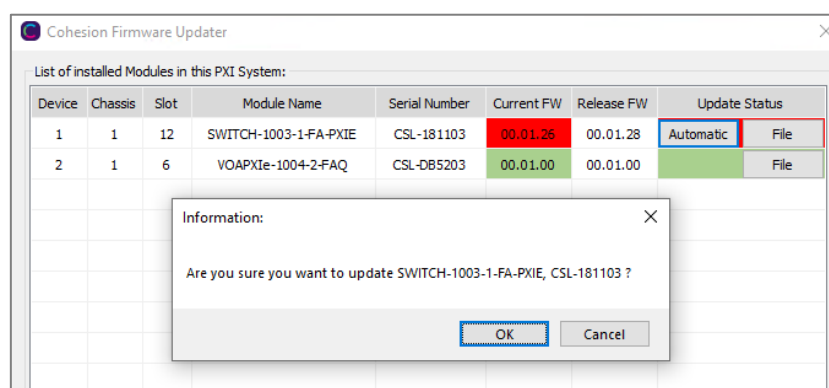 Cohesion Firmware Updater
List of installed Modules in this PXI System:
Device Chassis Slot Module Name Serial Number Current FW Release FW Update Status
1 1 12 SWITCH-1003-1-FA-PXIE CSL-181103 00.01.26 00.01.28 Automatic File
2 1 6 VOAPXIe-1004-2-FAQ CSL-DB5203 00.01.00 00.01.00 File
Information:
Are you sure you want to update SWITCH-1003-1-FA-PXIE, CSL-181103 ?
OK Cancel